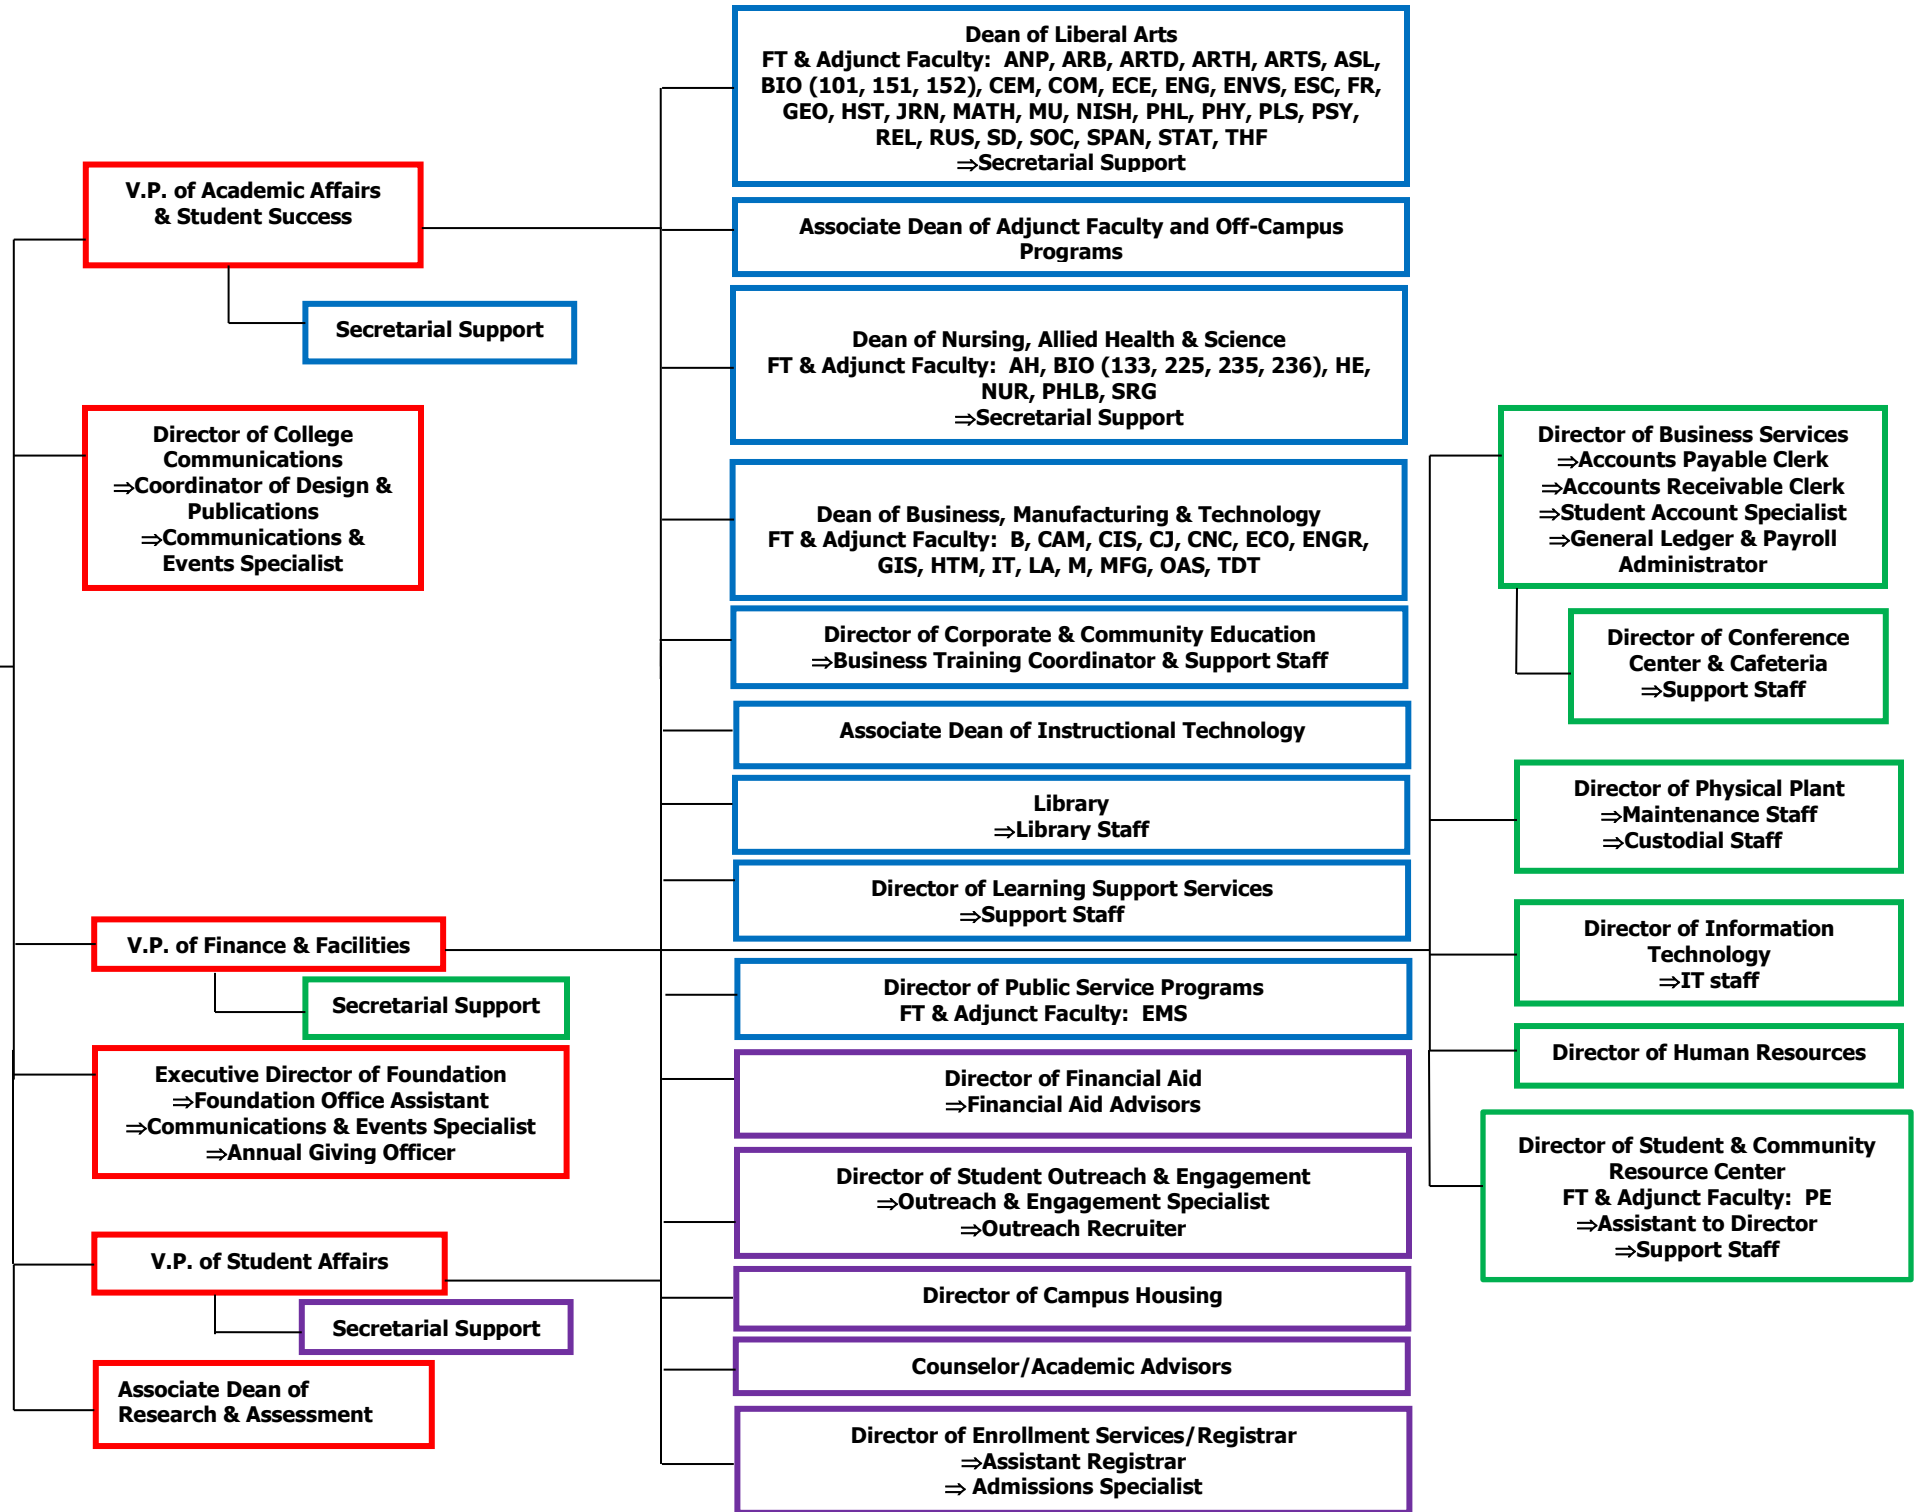 V.P. of Academic Affairs
& Student Success
Secretarial Support
Director of College
Communications
⇒Coordinator of Design &
Publications
⇒Communications &
Events Specialist
V.P. of Finance & Facilities
Secretarial Support
Executive Director of Foundation
⇒Foundation Office Assistant
⇒Communications & Events Specialist
⇒Annual Giving Officer
V.P. of Student Affairs
Secretarial Support
Associate Dean of
Research & Assessment
Dean of Liberal Arts
FT & Adjunct Faculty:  ANP, ARB, ARTD, ARTH, ARTS, ASL,
BIO (101, 151, 152), CEM, COM, ECE, ENG, ENVS, ESC, FR,
GEO, HST, JRN, MATH, MU, NISH, PHL, PHY, PLS, PSY,
REL, RUS, SD, SOC, SPAN, STAT, THF
⇒Secretarial Support
Associate Dean of Adjunct Faculty and Off-Campus
Programs
Dean of Nursing, Allied Health & Science
FT & Adjunct Faculty:  AH, BIO (133, 225, 235, 236), HE,
NUR, PHLB, SRG
⇒Secretarial Support
Dean of Business, Manufacturing & Technology
FT & Adjunct Faculty:  B, CAM, CIS, CJ, CNC, ECO, ENGR,
GIS, HTM, IT, LA, M, MFG, OAS, TDT
Director of Corporate & Community Education
⇒Business Training Coordinator & Support Staff
Associate Dean of Instructional Technology
Library
⇒Library Staff
Director of Learning Support Services
⇒Support Staff
Director of Public Service Programs
FT & Adjunct Faculty:  EMS
Director of Financial Aid
⇒Financial Aid Advisors
Director of Student Outreach & Engagement
⇒Outreach & Engagement Specialist
⇒Outreach Recruiter
Director of Campus Housing
Counselor/Academic Advisors
Director of Enrollment Services/Registrar
⇒Assistant Registrar
⇒ Admissions Specialist
Director of Business Services
⇒Accounts Payable Clerk
⇒Accounts Receivable Clerk
⇒Student Account Specialist
⇒General Ledger & Payroll
Administrator
Director of Conference
Center & Cafeteria
⇒Support Staff
Director of Physical Plant
⇒Maintenance Staff
⇒Custodial Staff
Director of Information
Technology
⇒IT staff
Director of Human Resources
Director of Student & Community
Resource Center
FT & Adjunct Faculty:  PE
⇒Assistant to Director
⇒Support Staff